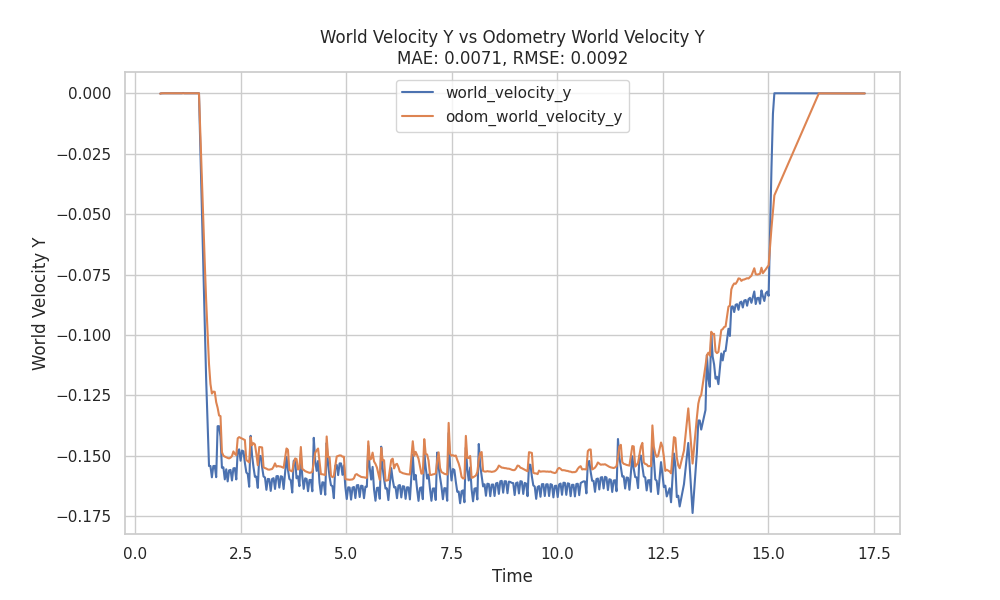 World Velocity Y vs Odometry World Velocity Y
MAE: 0.0071, RMSE: 0.0092
world_velocity_y
odom_world_velocity_y
World Velocity Y
0.000
−0.025
−0.050
−0.075
−0.100
−0.125
−0.150
−0.175
0.0 2.5 5.0 7.5 10.0 12.5 15.0 17.5
Time